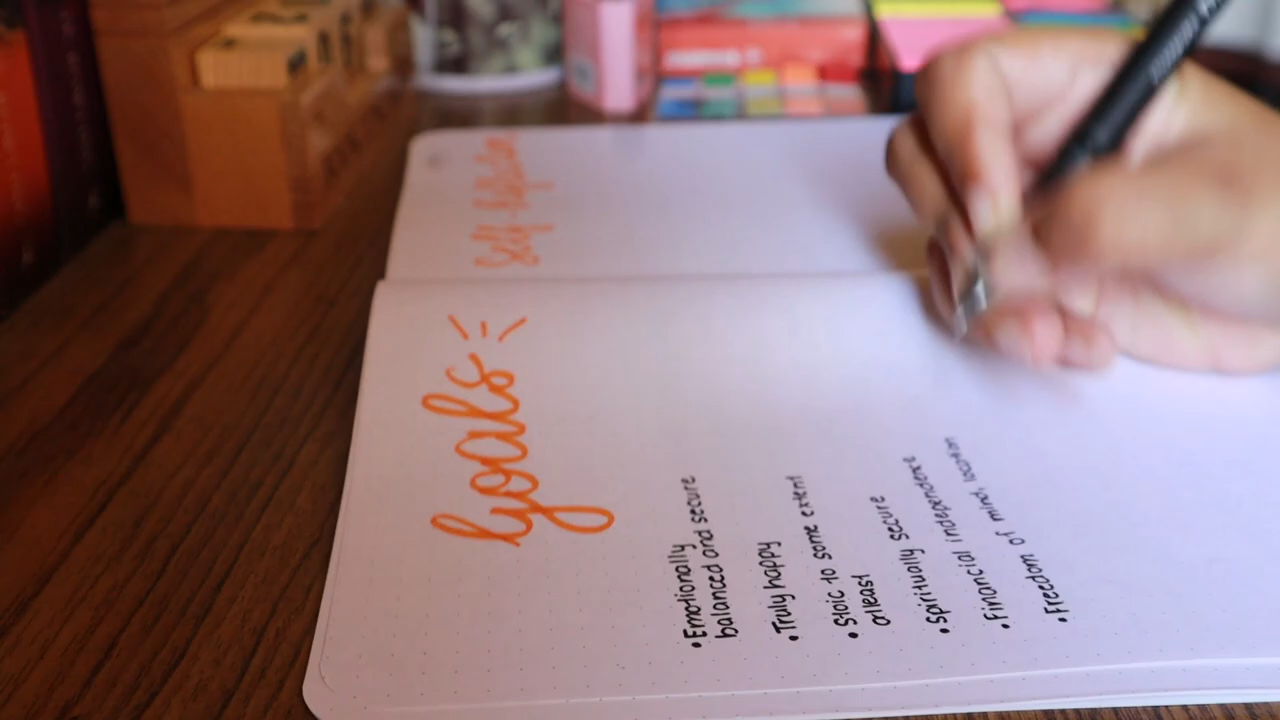 Goals
• Emotionally
balanced and secure
• Truly happy
• Stoic to some extent
atleast
• Spiritually secure
• Financial independence
• Freedom of mind, location
Self-